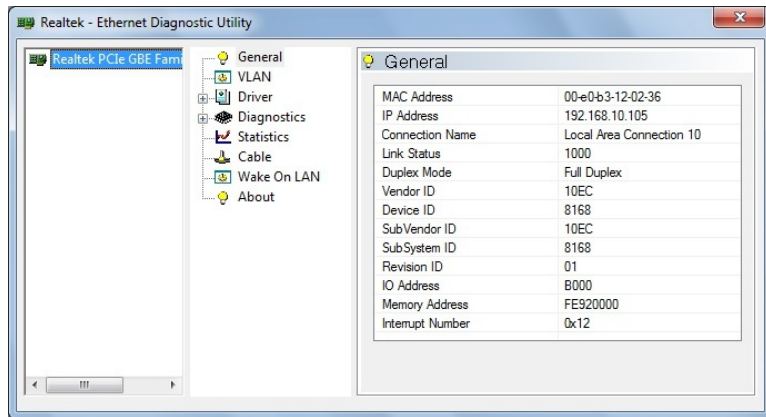 Realtek - Ethernet Diagnostic Utility
Realtek PCIe GBE Fami
General
VLAN
Driver
Diagnostics
Statistics
Cable
Wake On LAN
About
General
MAC Address 00-e0-b3-12-02-36
IP Address 192.168.10.105
Connection Name Local Area Connection 10
Link Status 1000
Duplex Mode Full Duplex
Vendor ID 10EC
Device ID 8168
SubVendor ID 10EC
SubSystem ID 8168
Revision ID 01
IO Address B000
Memory Address FE920000
Interrupt Number 0x12